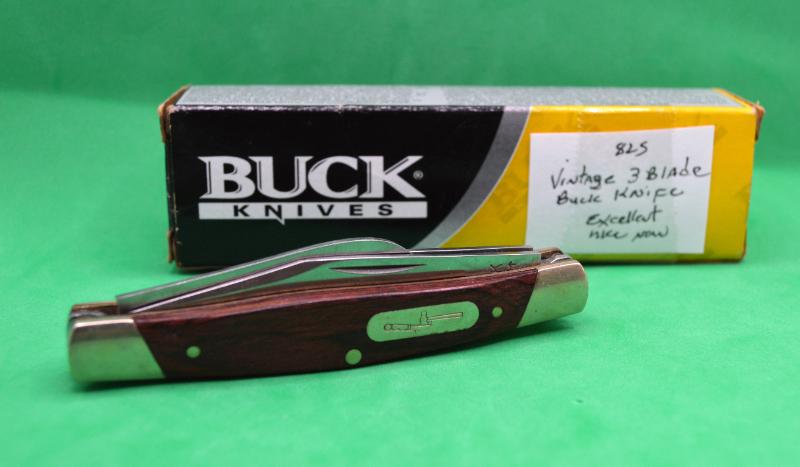 BUCK®
KNIVES
825
Vintage 3 Blade
Buck Knife
Excellent
like new